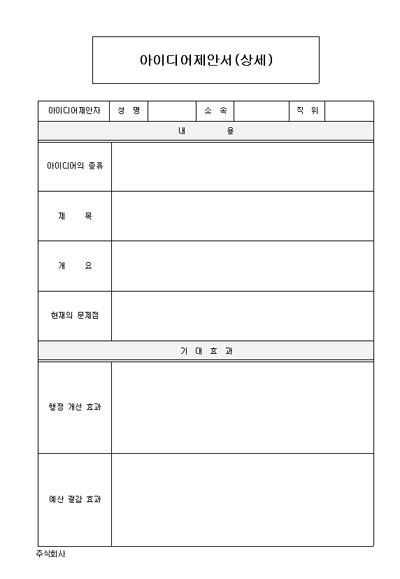 아이디어제안서(상세)
아이디어제안자 성 명 소 속 직 위
내 용
아이디어의 종류
제 목
개 요
현재의 문제점
기 대 효 과
행정 개선 효과
예산 절감 효과
주식회사